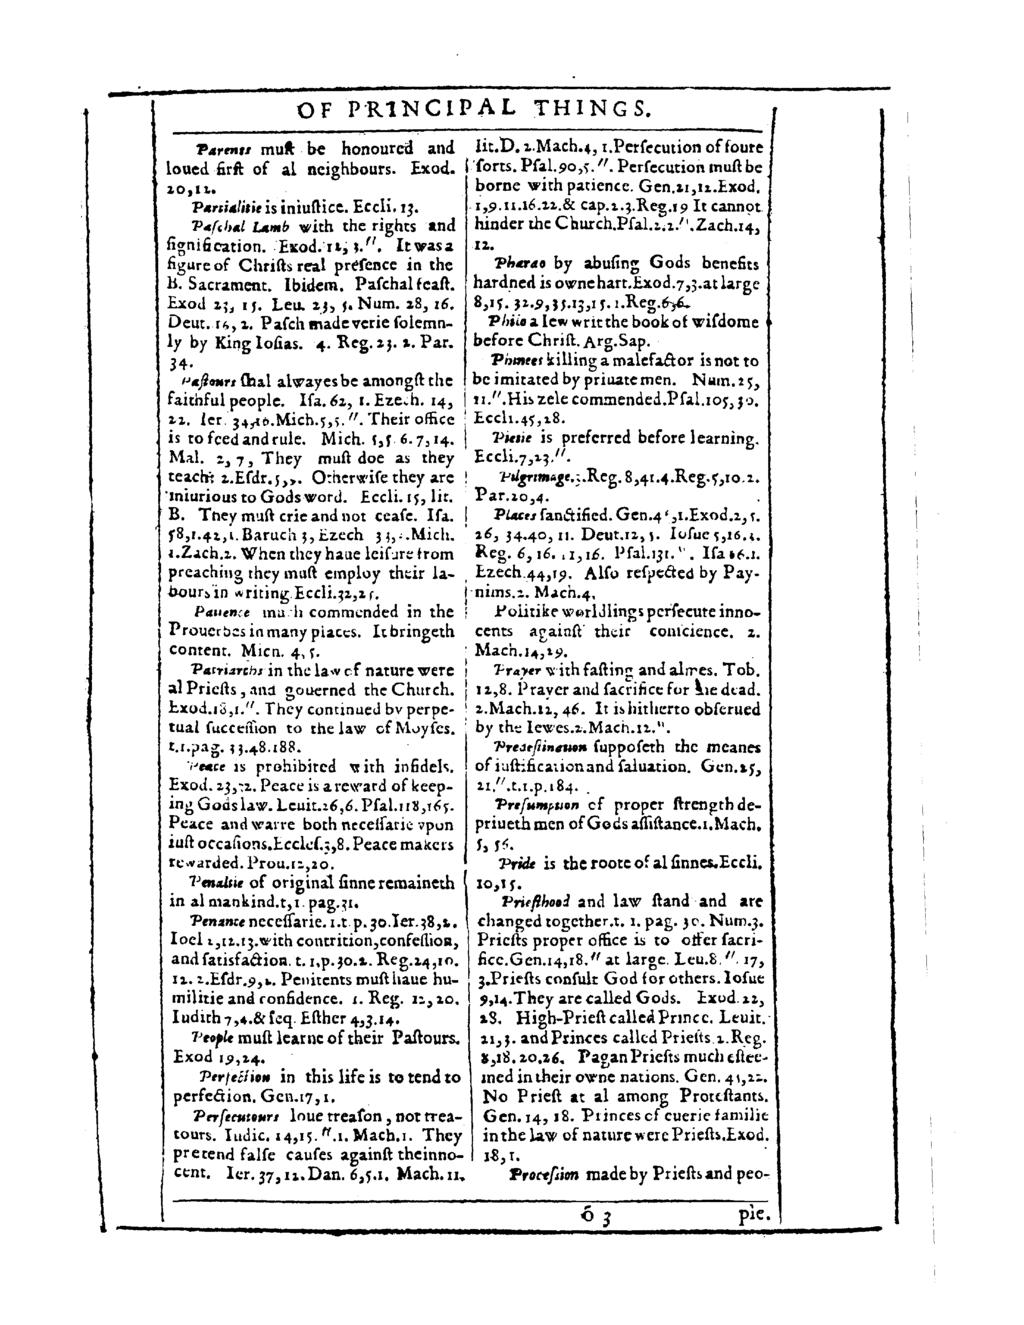 OF PRINCIPAL THINGS.
Parents muſt be honoured and
loued firſt of al neighbours. Exod.
20,12.
Partialitie is iniuſtice. Eccli. 13.
Paſchal Lamb with the rights and
ſignification. Exod. 12, 3.″. It was a
figure of Chriſts real preſence in the
B. Sacrament. Ibidem. Paſchal feaſt.
Exod 23, 15. Leu. 23, 5. Num. 28, 16.
Deut. 16, 2. Paſch made verie ſolemn-
ly by King Ioſias. 4. Reg. 23. 2. Par.
34.
Paſtours ſhal alwayes be amongſt the
faithful people. Iſa. 62, 1. Ezech. 14,
22. Ier. 34,16.Mich.5,5.″. Their office
is to feed and rule. Mich. 5,5 6.7,14.
Mal. 2, 7, They muſt doe as they
teach: 2.Eſdr.5,. Otherwiſe they are
iniurious to Gods word. Eccli. 15, lit.
B. They muſt crie and not ceaſe. Iſa.
58,1.42,1. Baruch 3, Ezech 33, .Mich.
1.Zach.2. When they haue leiſure from
preaching they muſt employ their la-
bours in writing.Eccli.32,
Patience much commended in the
Prouerbes in many places. It bringeth
content. Mich. 4, 5.
Patriarchs in the law of nature were
al Prieſts, and gouerned the Church.
Exod.18,1.″. They continued by perpe-
tual ſucceſſion to the law of Moyſes.
t.1.pag. 33.48.188.
Peace is prohibited with infidels.
Exod. 23,32. Peace is a reward of keep-
ing Gods law. Leuit.26,6. Pſal.118,165.
Peace and warre both neceſſarie vpon
iuſt occaſions.Eccleſ.3,8. Peace makers
rewarded. Prou.12,20.
Penaltie of original ſinne remaineth
in al mankind.t,1. pag.31.
Penance neceſſarie. 1.t.p. 30.Ier.38,2.
Ioel 2,12.13.with contrition,confeſſion,
and ſatisfaction. t. 1,p. 30.2. Reg.24,10.
12. 2.Eſdr.9,1. Penitents muſt haue hu-
militie and confidence. 1. Reg. 12, 20.
Iudith 7,4.& ſeq. Eſther 4,3.14.
People muſt learne of their Paſtours.
Exod 19,24.
Perfection in this life is to tend to
perfection. Gen.17, 1.
Perſecutours loue treaſon, not trea-
tours. Iudic. 14,15.″.1. Mach.1. They
pretend falſe cauſes againſt the inno-
cent. Ier. 37, 12. Dan. 6,5.1. Mach. 11,
lit.D. 2.Mach.4, 1.Perſecution of foure
ſorts. Pſal.90,5.″. Perſecution muſt be
borne with patience. Gen.21,12.Exod.
1,9.11.16.22.& cap.2.3.Reg.19 It cannot
hinder the Church.Pſal.2.2.″.Zach.14,
12.
Pharao by abuſing Gods benefits
hardned is owne hart.Exod.7,3.at large
8,15. 32.9,35.13,15. 1.Reg.6,6.
Philo a Iew writ the book of wiſdome
before Chriſt. Arg.Sap.
Phinees killing a malefactor is not to
be imitated by priuate men. Num. 25,
11.″.His zele commended.Pſal.105,30.
Eccli.45,28.
Pietie is preferred before learning.
Eccli.7,23.″.
Pilgrimage.3.Reg. 8,41.4.Reg.5,10.2.
Par.20,4.
Places ſanctified. Gen. ,1.Exod.2, 5.
26, 34.40, 11. Deut.12, 5. Ioſue 5,16.
Reg. 6, 16. 11,16. Pſal.131.″. Iſa 6.1.
Ezech.44,19. Alſo reſpected by Pay-
nims.2. Mach.4.
Politike worldlings perſecute inno-
cents againſt their conſcience. 2.
Mach.14,29.
Prayer with faſting and almes. Tob.
12,8. Prayer and ſacrifice for the dead.
2.Mach.12, 46. It is hitherto obſerued
by the Iewes.2.Mach.12.″.
Predeſtination ſuppoſeth the meanes
of iuſtification and ſaluation. Gen.25,
21.″.t.1.p.184.
Preſumption of proper ſtrength de-
priueth men of Gods aſſiſtance.1.Mach.
5, 56.
Pride is the roote of al ſinnes.Eccli.
10,15.
Prieſthood and law ſtand and are
changed together.t. 1. pag. 30. Num.3.
Prieſts proper office is to offer ſacri-
fice.Gen.14,18.″ at large. Leu.8.″. 17,
3.Prieſts conſult God for others. Ioſue
9,14.They are called Gods. Exod. 22,
28. High-Prieſt called Prince. Leuit.
21,3. and Princes called Prieſts 2.Reg.
8,18. 20,26. Pagan Prieſts much eſtee-
med in their owne nations. Gen. 41,22.
No Prieſt at al among Proteſtants.
Gen. 14, 18. Princes of euerie familie
in the law of nature were Prieſts.Exod.
18, 1.
Proceſſion made by Prieſts and peo-
õ 3 ple.